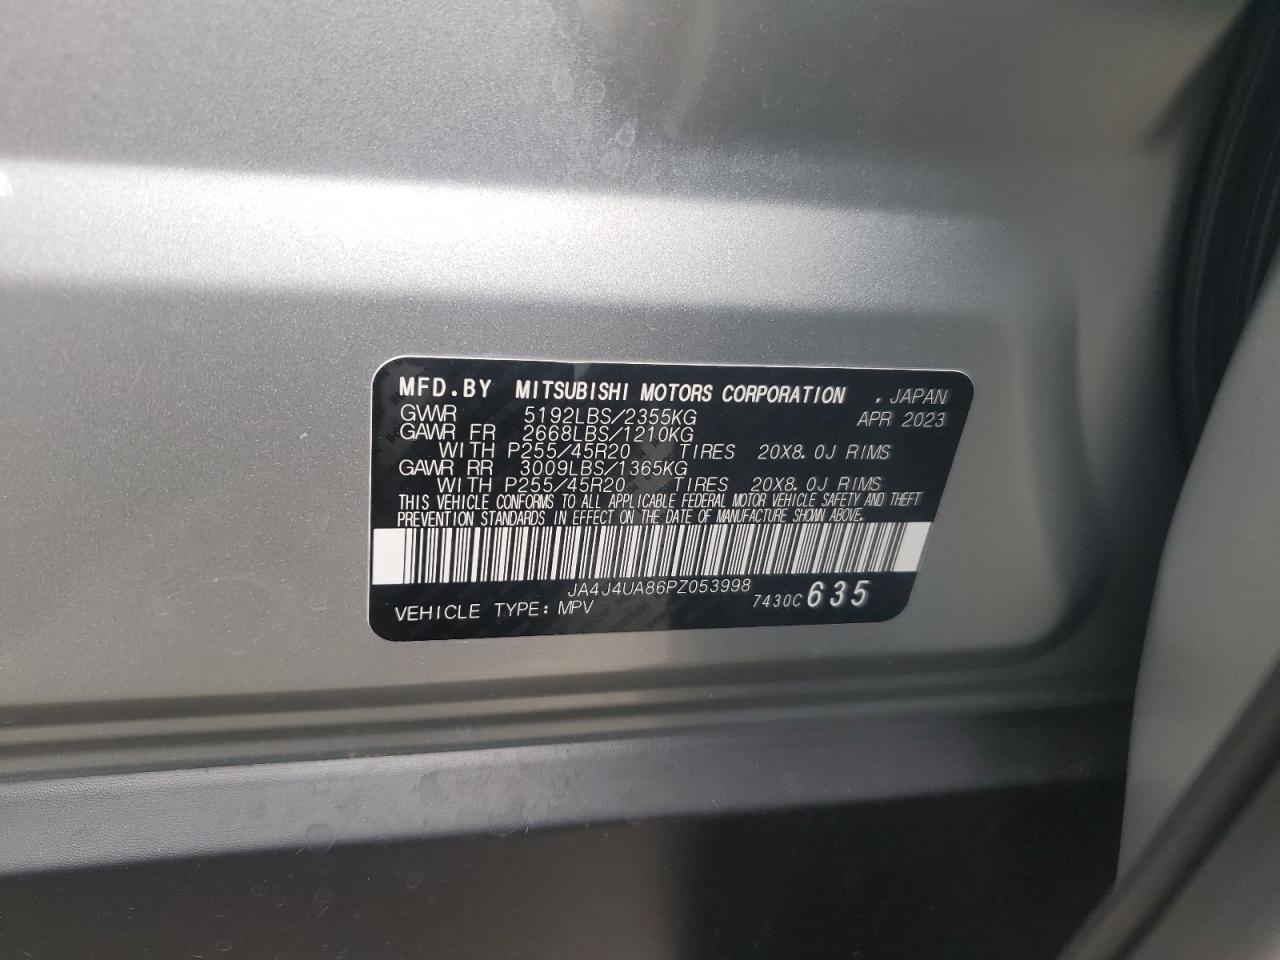 MFD.BY MITSUBISHI MOTORS CORPORATION , JAPAN
GVWR 5192LBS/2355KG APR 2023
GAWR FR 2668LBS/1210KG
WITH P255/45R20 TIRES 20X8.0J RIMS
GAWR RR 3009LBS/1365KG
WITH P255/45R20 TIRES 20X8.0J RIMS
THIS VEHICLE CONFORMS TO ALL APPLICABLE FEDERAL MOTOR VEHICLE SAFETY AND THEFT
PREVENTION STANDARDS IN EFFECT ON THE DATE OF MANUFACTURE SHOWN ABOVE.
JA4J4UA86PZ053998
VEHICLE TYPE: MPV 7430C 635